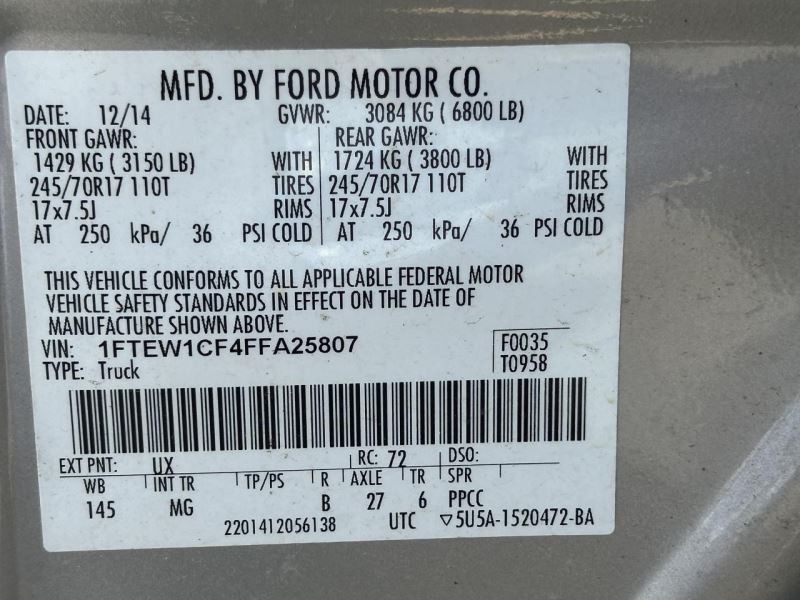 MFD. BY FORD MOTOR CO.
DATE: 12/14 GVWR: 3084 KG ( 6800 LB)
FRONT GAWR: REAR GAWR:
1429 KG ( 3150 LB) WITH 1724 KG ( 3800 LB) WITH
245/70R17 110T TIRES 245/70R17 110T TIRES
17x7.5J RIMS 17x7.5J RIMS
AT 250 kPa/ 36 PSI COLD AT 250 kPa/ 36 PSI COLD
THIS VEHICLE CONFORMS TO ALL APPLICABLE FEDERAL MOTOR
VEHICLE SAFETY STANDARDS IN EFFECT ON THE DATE OF
MANUFACTURE SHOWN ABOVE.
VIN: 1FTEW1CF4FFA25807 F0035
TYPE: Truck T0958
EXT PNT: UX RC: 72 DSO:
WB INT TR TP/PS R AXLE TR SPR
145 MG B 27 6 PPCC
2201412056138 UTC ▽5U5A-1520472-BA